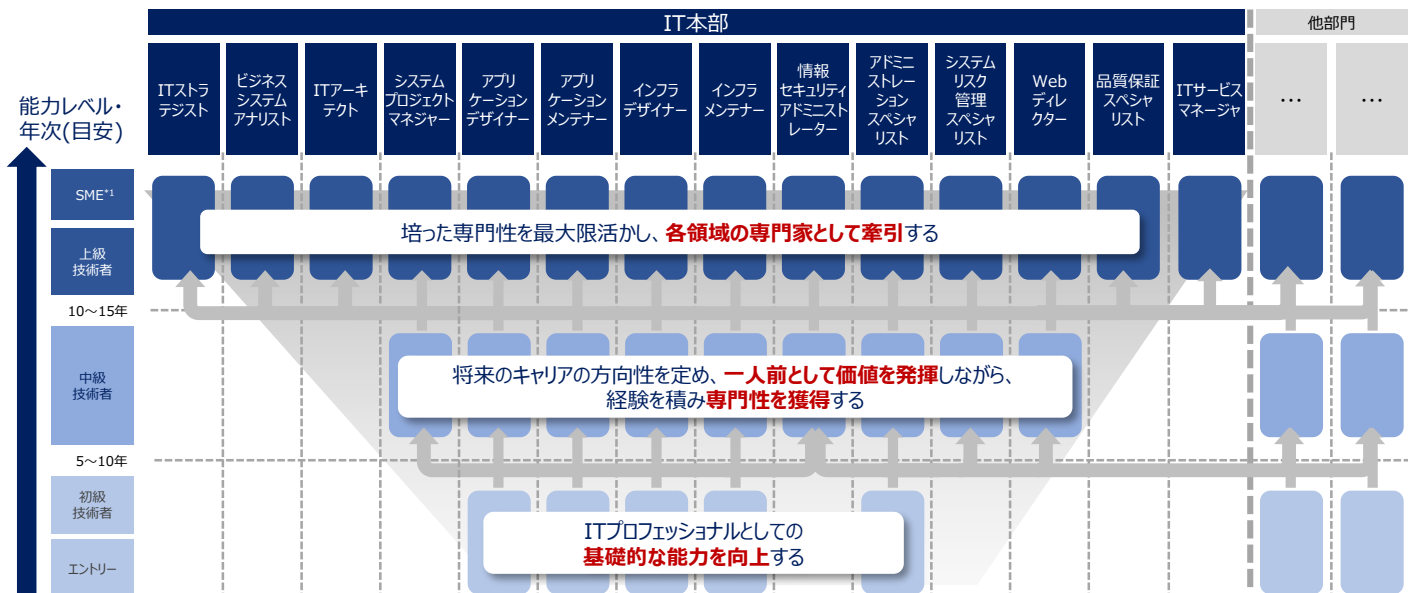 IT本部
他部門
能力レベル・
年次(目安)
ITストラ
テジスト
ビジネス
システム
アナリスト
ITアーキ
テクト
システム
プロジェクト
マネジャー
アプリ
ケーション
デザイナー
アプリ
ケーション
メンテナー
インフラ
デザイナー
インフラ
メンテナー
情報
セキュリティ
アドミニスト
レーター
アドミニ
ストレー
ション
スペシャ
リスト
システム
リスク
管理
スペシャ
リスト
Web
ディレ
クター
品質保証
スペシャ
リスト
ITサービス
マネージャ
…
…
SME*1
培った専門性を最大限活かし、各領域の専門家として牽引する
上級
技術者
10～15年
中級
技術者
将来のキャリアの方向性を定め、一人前として価値を発揮しながら、
経験を積み専門性を獲得する
5～10年
初級
技術者
ITプロフェッショナルとしての
基礎的な能力を向上する
エントリー